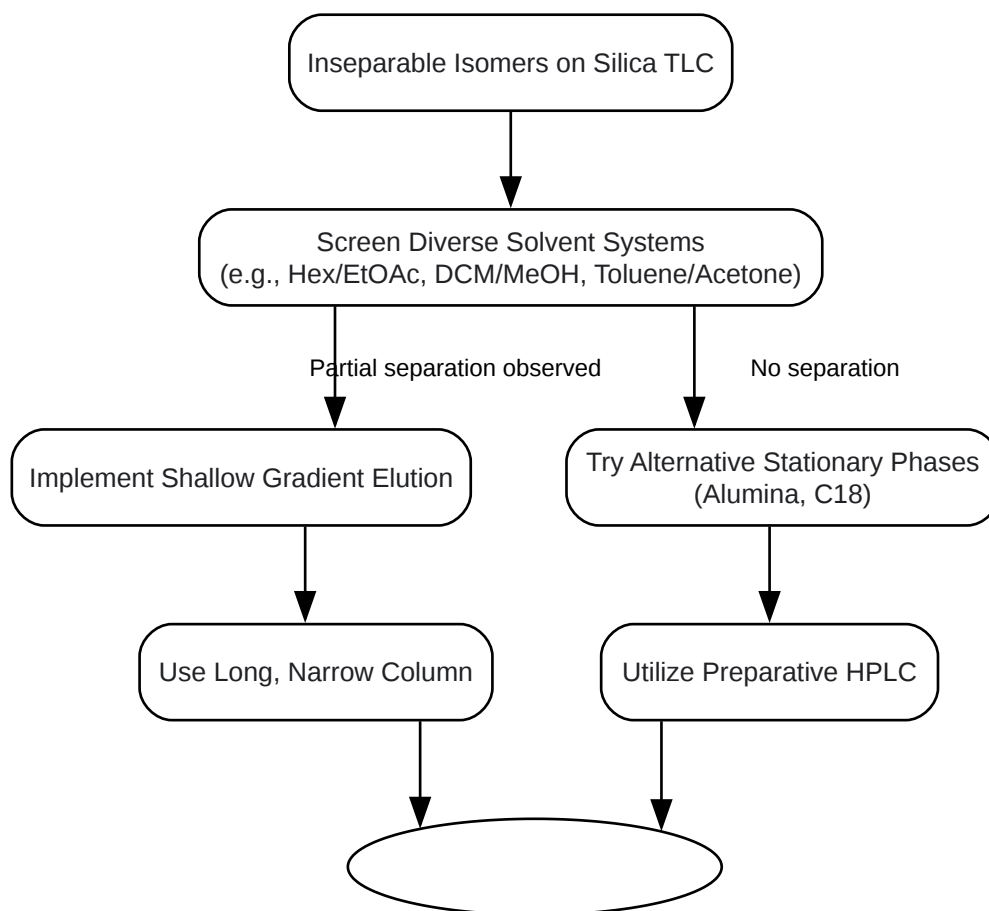 Inseparable Isomers on Silica TLC
Screen Diverse Solvent Systems
(e.g., Hex/EtOAc, DCM/MeOH, Toluene/Acetone)
Partial separation observed
No separation
Implement Shallow Gradient Elution
Try Alternative Stationary Phases
(Alumina, C18)
Use Long, Narrow Column
Utilize Preparative HPLC